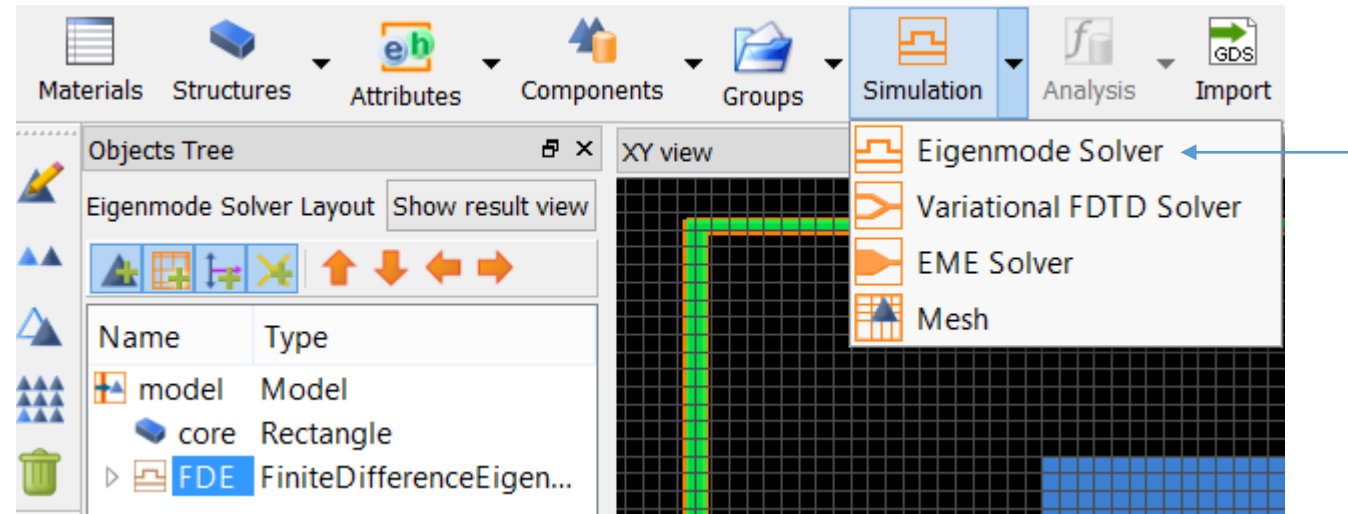 Materials Structures Attributes Components Groups Simulation Analysis Import
eh
f
GDS
Objects Tree
XY view
Eigenmode Solver Layout Show result view
Name Type
model Model
core Rectangle
FDE FiniteDifferenceEigen...
Eigenmode Solver
Variational FDTD Solver
EME Solver
Mesh